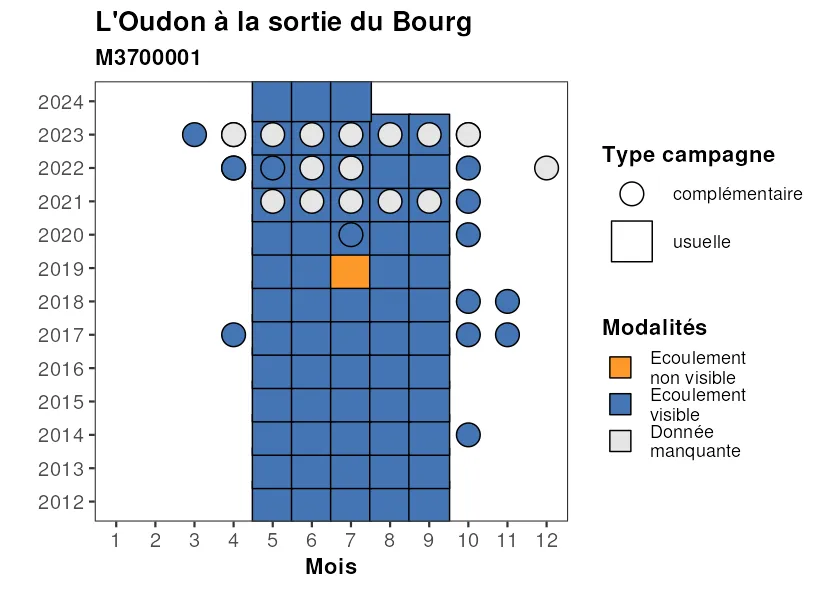 L'Oudon à la sortie du Bourg
M3700001
2024
2023
2022
2021
2020
2019
2018
2017
2016
2015
2014
2013
2012
1 2 3 4 5 6 7 8 9 10 11 12
Mois
Type campagne
complémentaire
usuelle
Modalités
Ecoulement
non visible
Ecoulement
visible
Donnée
manquante